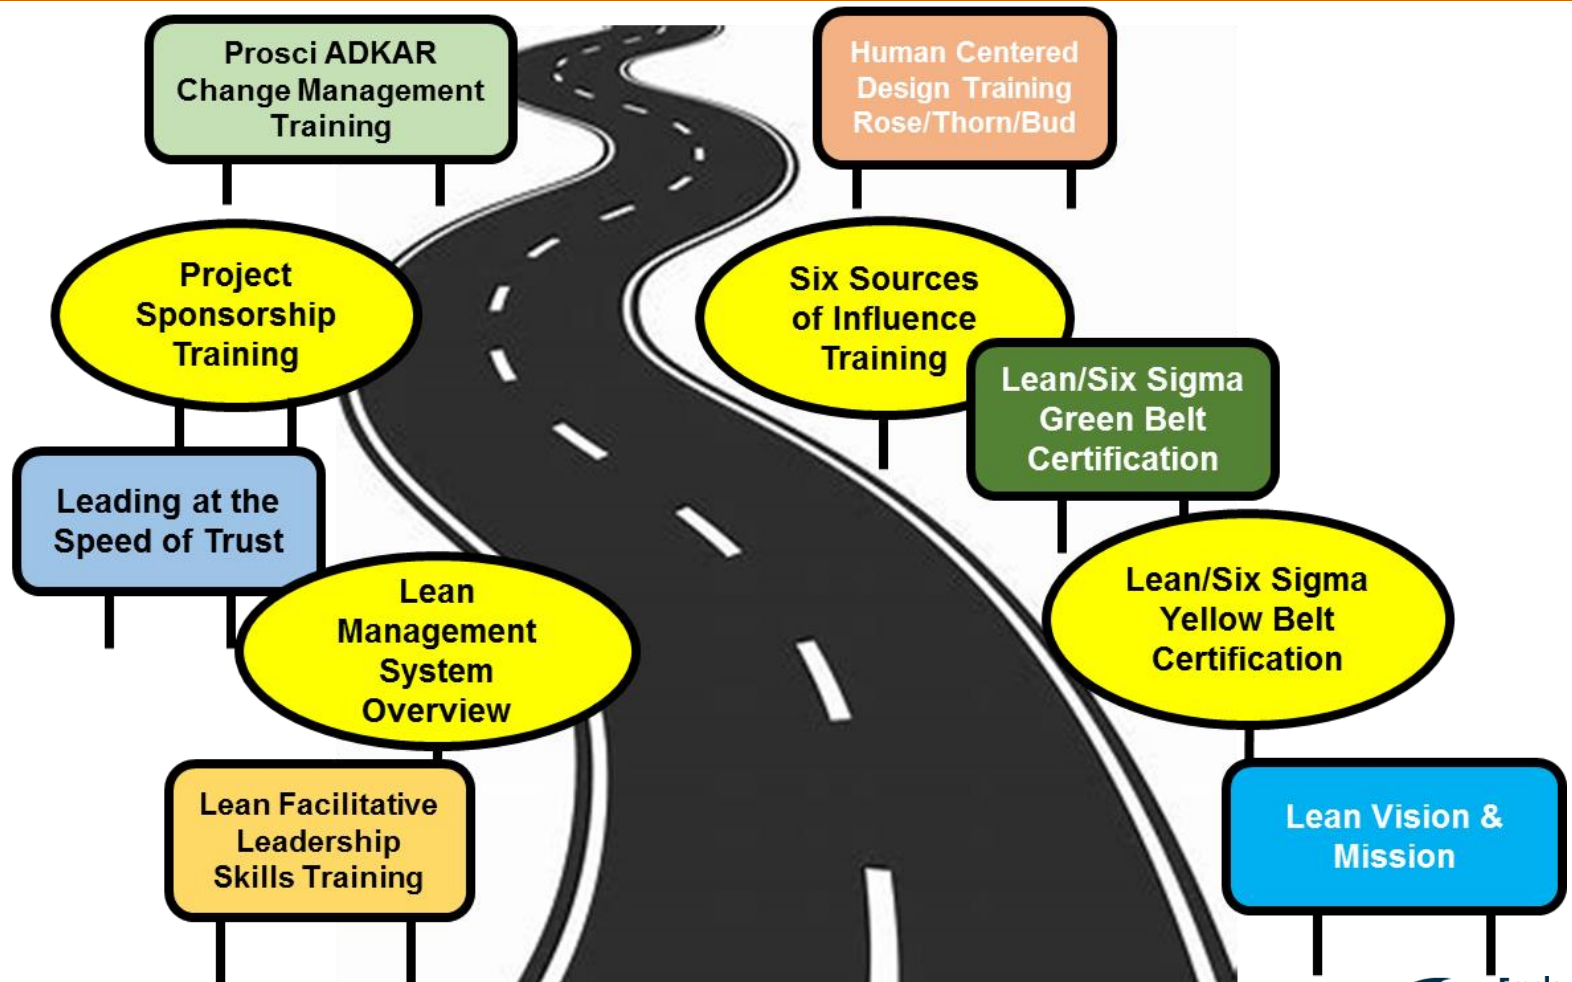 Prosci ADKAR
Change Management
Training
Human Centered
Design Training
Rose/Thorn/Bud
Project
Sponsorship
Training
Six Sources
of Influence
Training
Lean/Six Sigma
Green Belt
Certification
Leading at the
Speed of Trust
Lean
Management
System
Overview
Lean/Six Sigma
Yellow Belt
Certification
Lean Facilitative
Leadership
Skills Training
Lean Vision &
Mission